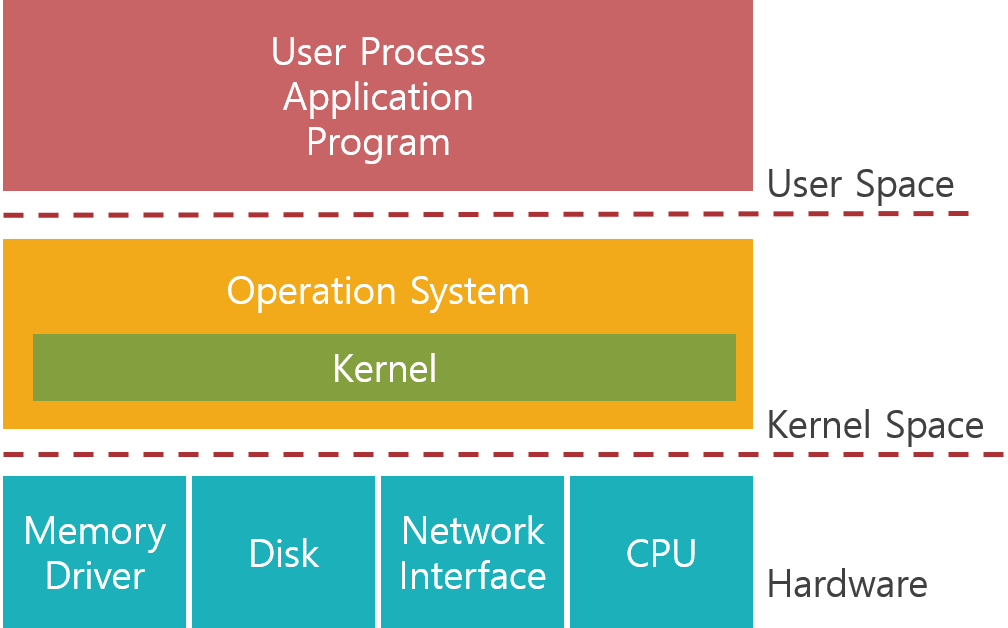 User Process
Application
Program
User Space
Operation System
Kernel
Kernel Space
Memory
Driver
Disk
Network
Interface
CPU
Hardware